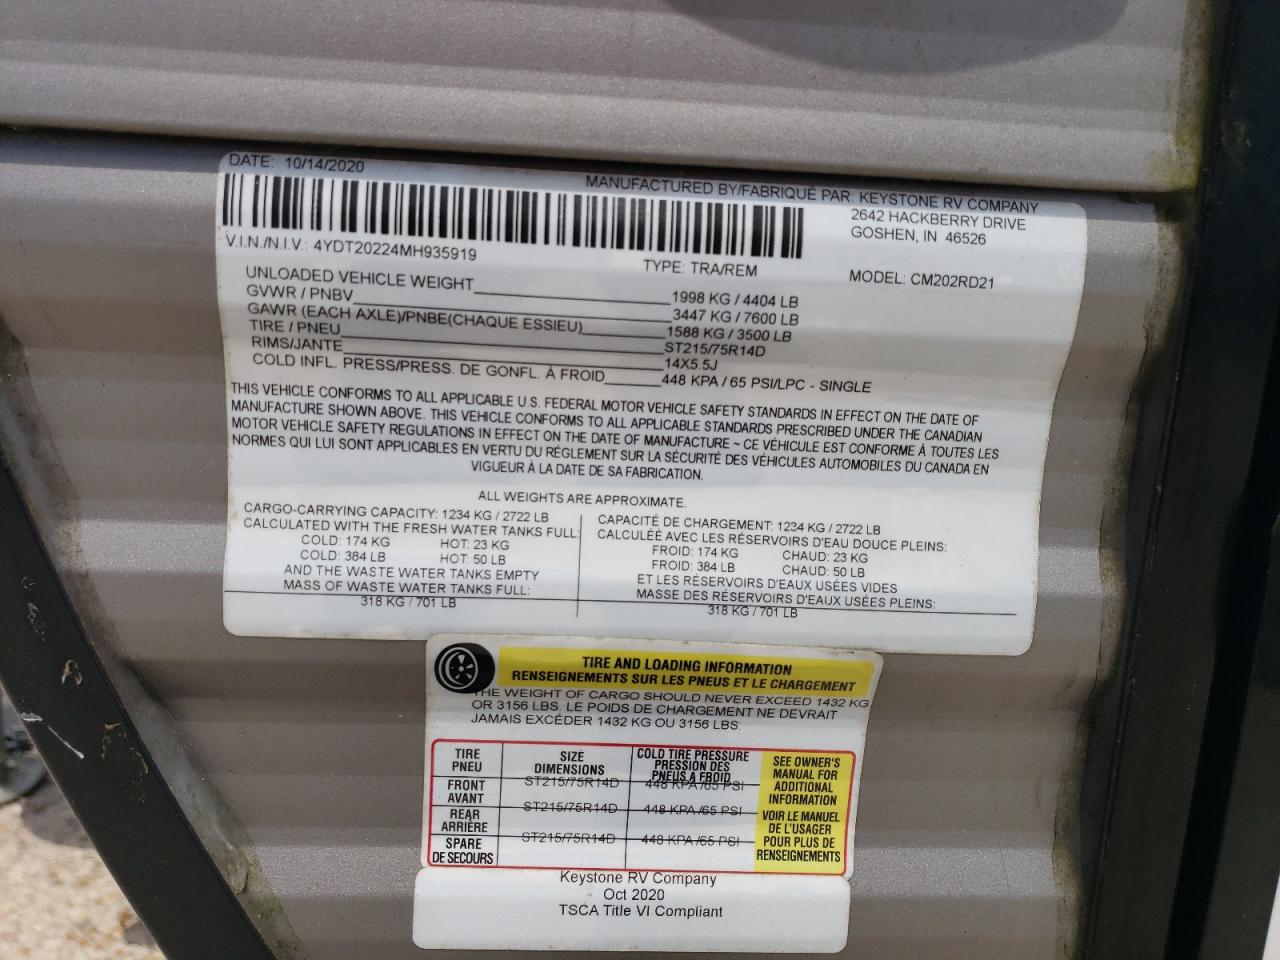 DATE: 10/14/2020
MANUFACTURED BY/FABRIQUÉ PAR: KEYSTONE RV COMPANY
2642 HACKBERRY DRIVE
GOSHEN, IN 46526
V.I.N./N.I.V.: 4YDT20224MH935919
TYPE: TRA/REM
MODEL: CM202RD21
UNLOADED VEHICLE WEIGHT 1998 KG / 4404 LB
GVWR / PNBV 3447 KG / 7600 LB
GAWR (EACH AXLE)/PNBE(CHAQUE ESSIEU) 1588 KG / 3500 LB
TIRE / PNEU ST215/75R14D
RIMS/JANTE 14X5.5J
COLD INFL. PRESS/PRESS. DE GONFL. À FROID 448 KPA / 65 PSI/LPC - SINGLE
THIS VEHICLE CONFORMS TO ALL APPLICABLE U.S. FEDERAL MOTOR VEHICLE SAFETY STANDARDS IN EFFECT ON THE DATE OF
MANUFACTURE SHOWN ABOVE. THIS VEHICLE CONFORMS TO ALL APPLICABLE STANDARDS PRESCRIBED UNDER THE CANADIAN
MOTOR VEHICLE SAFETY REGULATIONS IN EFFECT ON THE DATE OF MANUFACTURE ~ CE VÉHICULE EST CONFORME À TOUTES LES
NORMES QUI LUI SONT APPLICABLES EN VERTU DU RÉGLEMENT SUR LA SÉCURITÉ DES VÉHICULES AUTOMOBILES DU CANADA EN
VIGUEUR À LA DATE DE SA FABRICATION.
ALL WEIGHTS ARE APPROXIMATE.
CARGO-CARRYING CAPACITY: 1234 KG / 2722 LB
CALCULATED WITH THE FRESH WATER TANKS FULL:
COLD: 174 KG HOT: 23 KG
COLD: 384 LB HOT: 50 LB
AND THE WASTE WATER TANKS EMPTY
MASS OF WASTE WATER TANKS FULL:
318 KG / 701 LB
CAPACITÉ DE CHARGEMENT: 1234 KG / 2722 LB
CALCULÉE AVEC LES RÉSERVOIRS D'EAU DOUCE PLEINS:
FROID: 174 KG CHAUD: 23 KG
FROID: 384 LB CHAUD: 50 LB
ET LES RÉSERVOIRS D'EAUX USÉES VIDES
MASSE DES RÉSERVOIRS D'EAUX USÉES PLEINS:
318 KG / 701 LB
TIRE AND LOADING INFORMATION
RENSEIGNEMENTS SUR LES PNEUS ET LE CHARGEMENT
THE WEIGHT OF CARGO SHOULD NEVER EXCEED 1432 KG
OR 3156 LBS. LE POIDS DE CHARGEMENT NE DEVRAIT
JAMAIS EXCÉDER 1432 KG OU 3156 LBS.
TIRE SIZE COLD TIRE PRESSURE
PNEU DIMENSIONS PRESSION DES
PNEUS A FROID
FRONT ST215/75R14D 448 KPA /65 PSI
AVANT
REAR ST215/75R14D 448 KPA /65 PSI
ARRIÈRE
SPARE ST215/75R14D 448 KPA /65 PSI
DE SECOURS
SEE OWNER'S
MANUAL FOR
ADDITIONAL
INFORMATION
VOIR LE MANUEL
DE L'USAGER
POUR PLUS DE
RENSEIGNEMENTS
Keystone RV Company
Oct 2020
TSCA Title VI Compliant